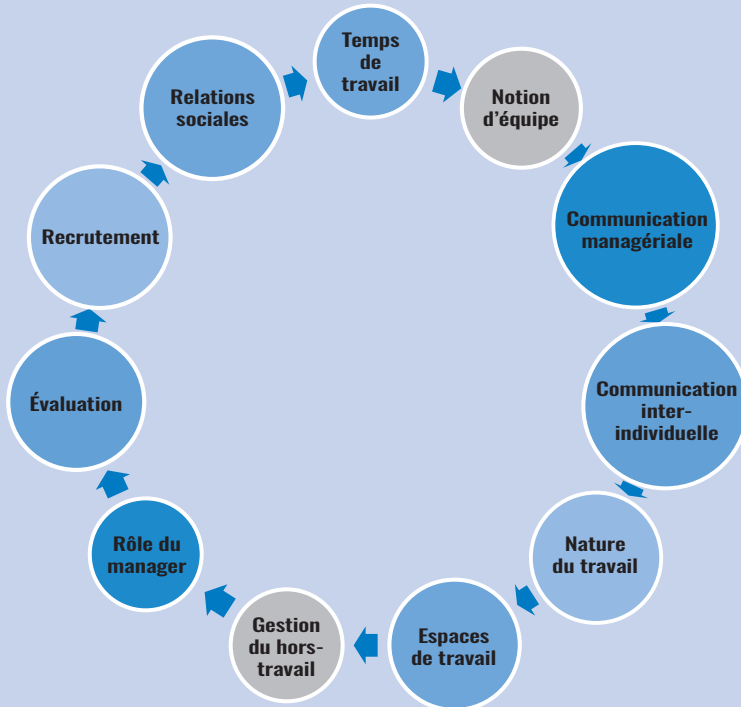 Temps
de
travail
Notion
d'équipe
Communication
managériale
Communication
inter-
individuelle
Nature
du travail
Espaces
de travail
Gestion
du hors-
travail
Rôle du
manager
Évaluation
Recrutement
Relations
sociales